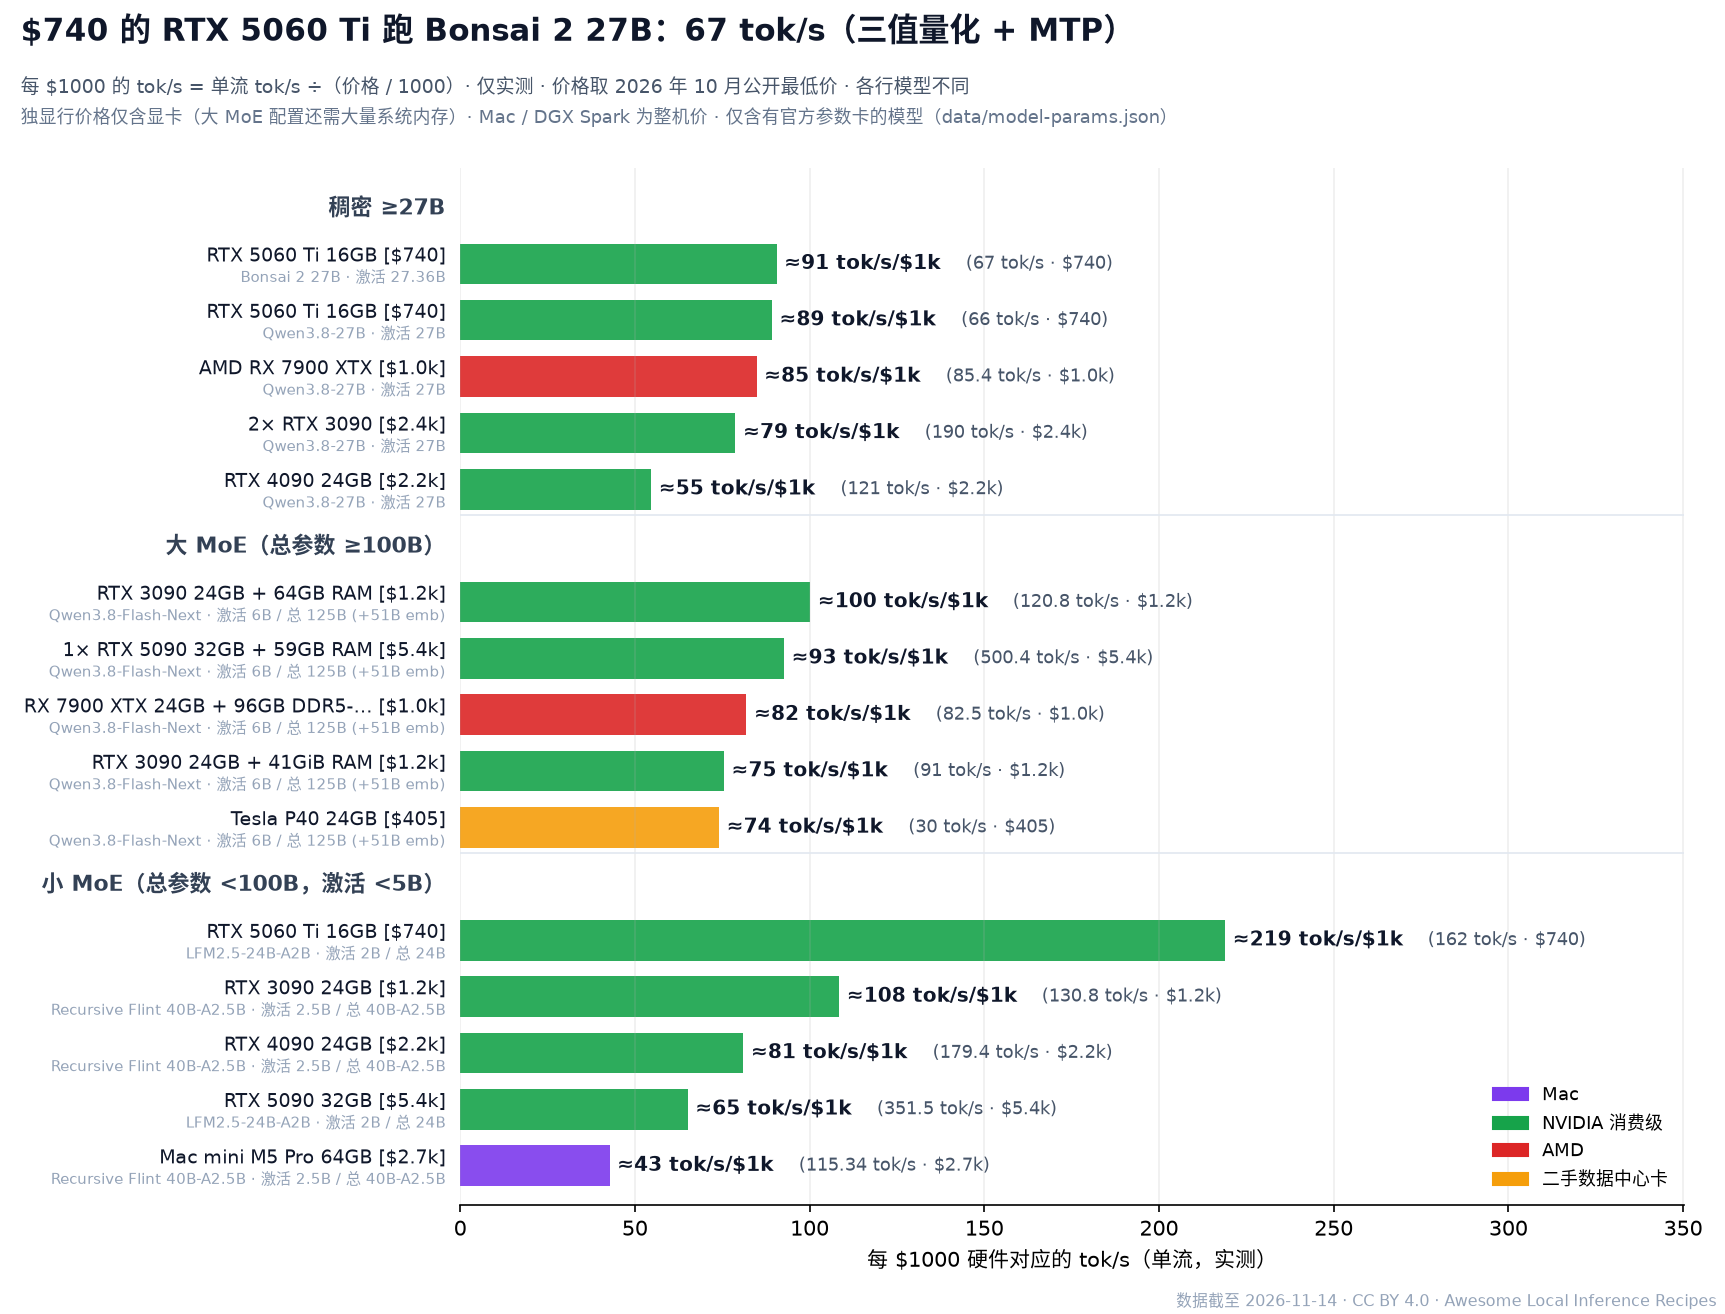 $740 的 RTX 5060 Ti 跑 Bonsai 2 27B：67 tok/s（三值量化 + MTP）
每 $1000 的 tok/s = 单流 tok/s ÷（价格 / 1000）· 仅实测 · 价格取 2026 年 10 月公开最低价 · 各行模型不同
独显行价格仅含显卡（大 MoE 配置还需大量系统内存）· Mac / DGX Spark 为整机价 · 仅含有官方参数卡的模型（data/model-params.json）
稠密 ≥27B
RTX 5060 Ti 16GB [$740]
Bonsai 2 27B · 激活 27.36B
≈91 tok/s/$1k (67 tok/s · $740)
RTX 5060 Ti 16GB [$740]
Qwen3.8-27B · 激活 27B
≈89 tok/s/$1k (66 tok/s · $740)
AMD RX 7900 XTX [$1.0k]
Qwen3.8-27B · 激活 27B
≈85 tok/s/$1k (85.4 tok/s · $1.0k)
2× RTX 3090 [$2.4k]
Qwen3.8-27B · 激活 27B
≈79 tok/s/$1k (190 tok/s · $2.4k)
RTX 4090 24GB [$2.2k]
Qwen3.8-27B · 激活 27B
≈55 tok/s/$1k (121 tok/s · $2.2k)
大 MoE（总参数 ≥100B）
RTX 3090 24GB + 64GB RAM [$1.2k]
Qwen3.8-Flash-Next · 激活 6B / 总 125B (+51B emb)
≈100 tok/s/$1k (120.8 tok/s · $1.2k)
1× RTX 5090 32GB + 59GB RAM [$5.4k]
Qwen3.8-Flash-Next · 激活 6B / 总 125B (+51B emb)
≈93 tok/s/$1k (500.4 tok/s · $5.4k)
RX 7900 XTX 24GB + 96GB DDR5-... [$1.0k]
Qwen3.8-Flash-Next · 激活 6B / 总 125B (+51B emb)
≈82 tok/s/$1k (82.5 tok/s · $1.0k)
RTX 3090 24GB + 41GiB RAM [$1.2k]
Qwen3.8-Flash-Next · 激活 6B / 总 125B (+51B emb)
≈75 tok/s/$1k (91 tok/s · $1.2k)
Tesla P40 24GB [$405]
Qwen3.8-Flash-Next · 激活 6B / 总 125B (+51B emb)
≈74 tok/s/$1k (30 tok/s · $405)
小 MoE（总参数 <100B，激活 <5B）
RTX 5060 Ti 16GB [$740]
LFM2.5-24B-A2B · 激活 2B / 总 24B
≈219 tok/s/$1k (162 tok/s · $740)
RTX 3090 24GB [$1.2k]
Recursive Flint 40B-A2.5B · 激活 2.5B / 总 40B-A2.5B
≈108 tok/s/$1k (130.8 tok/s · $1.2k)
RTX 4090 24GB [$2.2k]
Recursive Flint 40B-A2.5B · 激活 2.5B / 总 40B-A2.5B
≈81 tok/s/$1k (179.4 tok/s · $2.2k)
RTX 5090 32GB [$5.4k]
LFM2.5-24B-A2B · 激活 2B / 总 24B
≈65 tok/s/$1k (351.5 tok/s · $5.4k)
Mac mini M5 Pro 64GB [$2.7k]
Recursive Flint 40B-A2.5B · 激活 2.5B / 总 40B-A2.5B
≈43 tok/s/$1k (115.34 tok/s · $2.7k)
Mac
NVIDIA 消费级
AMD
二手数据中心卡
0 50 100 150 200 250 300 350
每 $1000 硬件对应的 tok/s（单流，实测）
数据截至 2026-11-14 · CC BY 4.0 · Awesome Local Inference Recipes